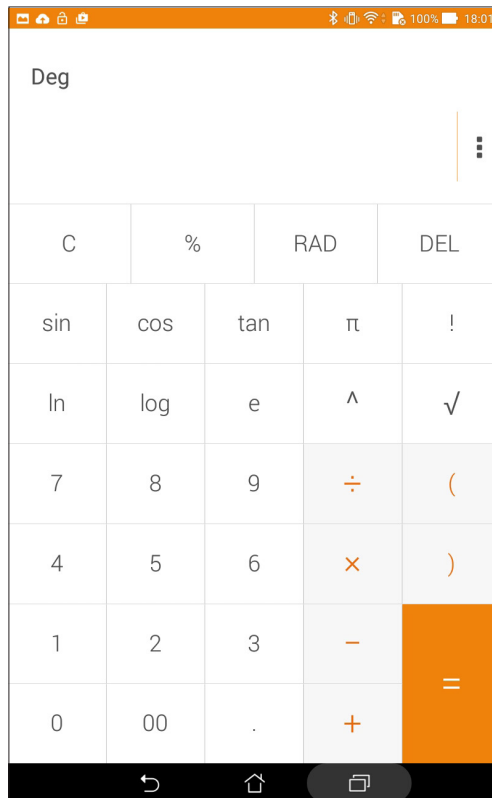 100% 18:01
Deg
C % RAD DEL
sin cos tan π !
ln log e ^ √
7 8 9 ÷ (
4 5 6 × )
1 2 3 −
=
0 00 . +